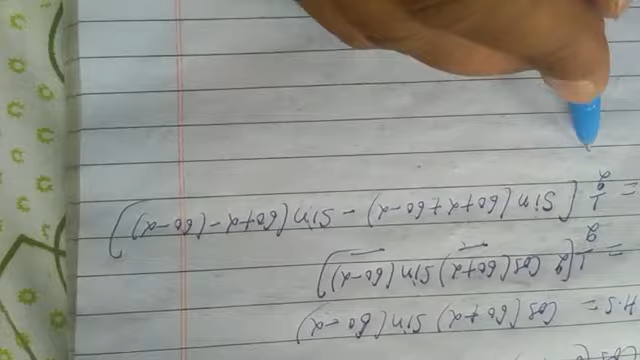 Cos(
H.S = Cos(60+α) sin(60-α)
= 1/2 [2 Cos(60+α) sin(60-α)]
= 1/2 [Sin(60+α+60-α) - Sin(60+α-(60-α)]